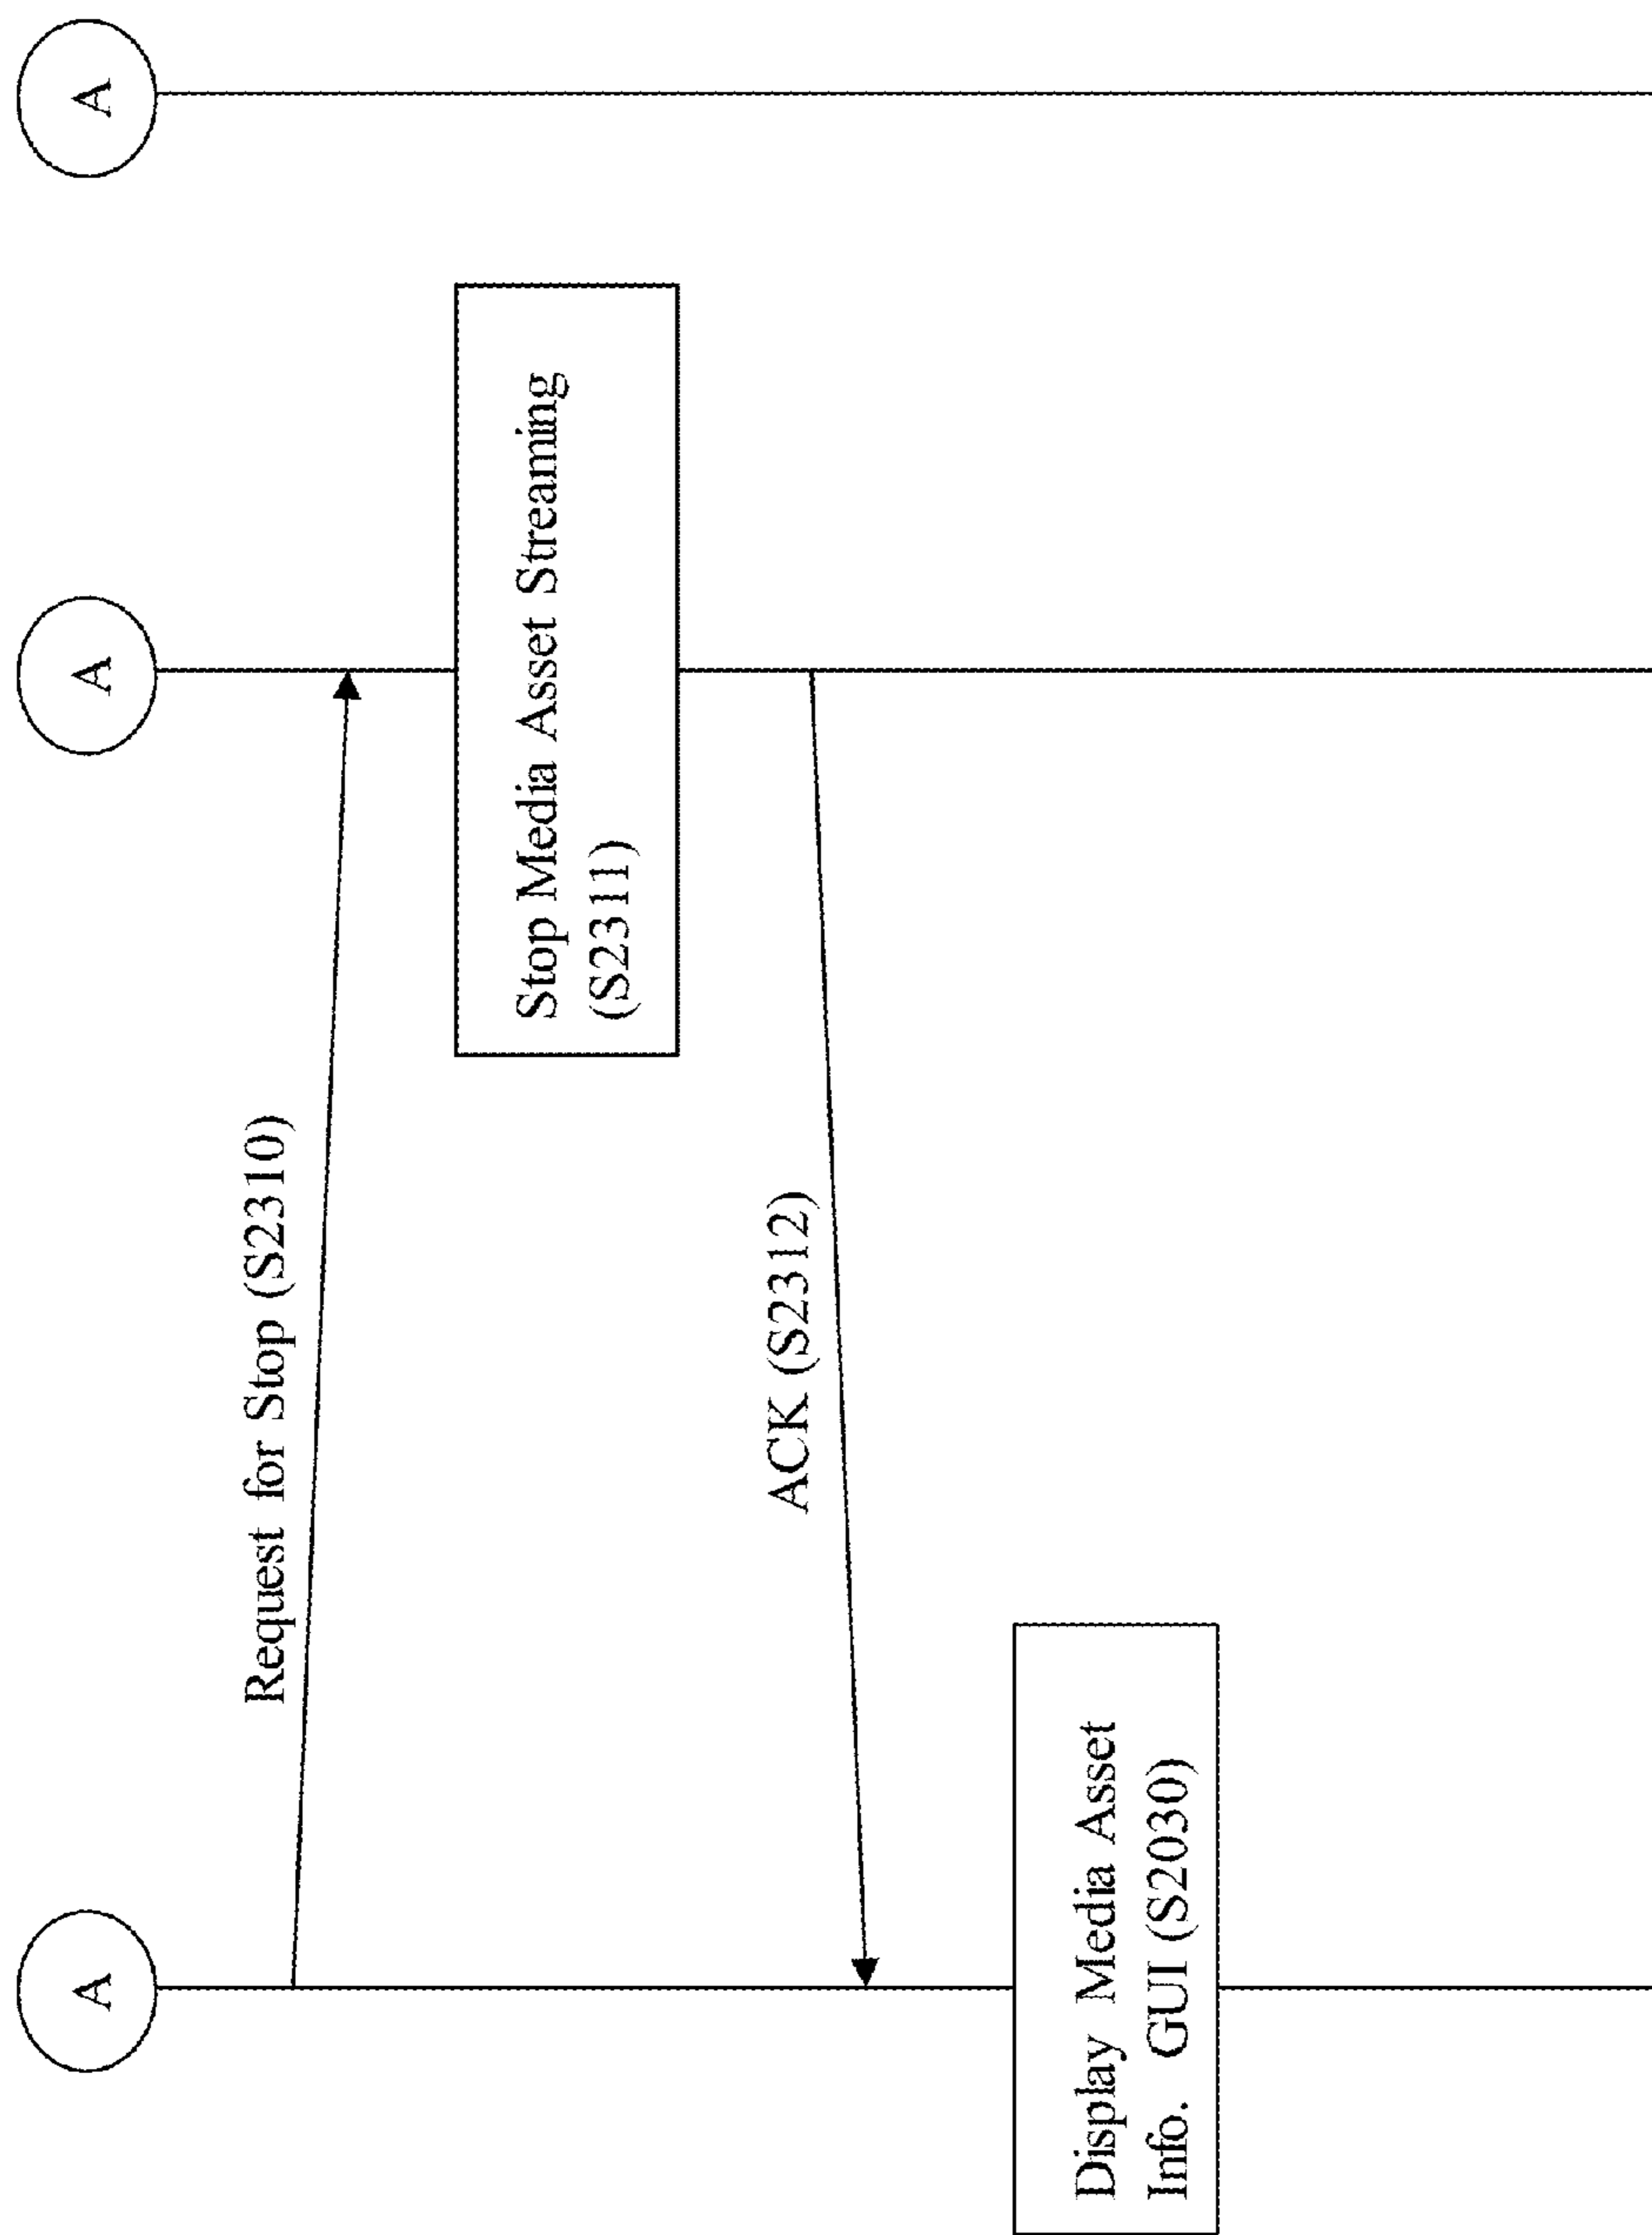 A
A
A
Request for Stop (S2310)
Stop Media Asset Streaming
(S2311)
ACK (S2312)
Display Media Asset
Info. GUI (S2030)